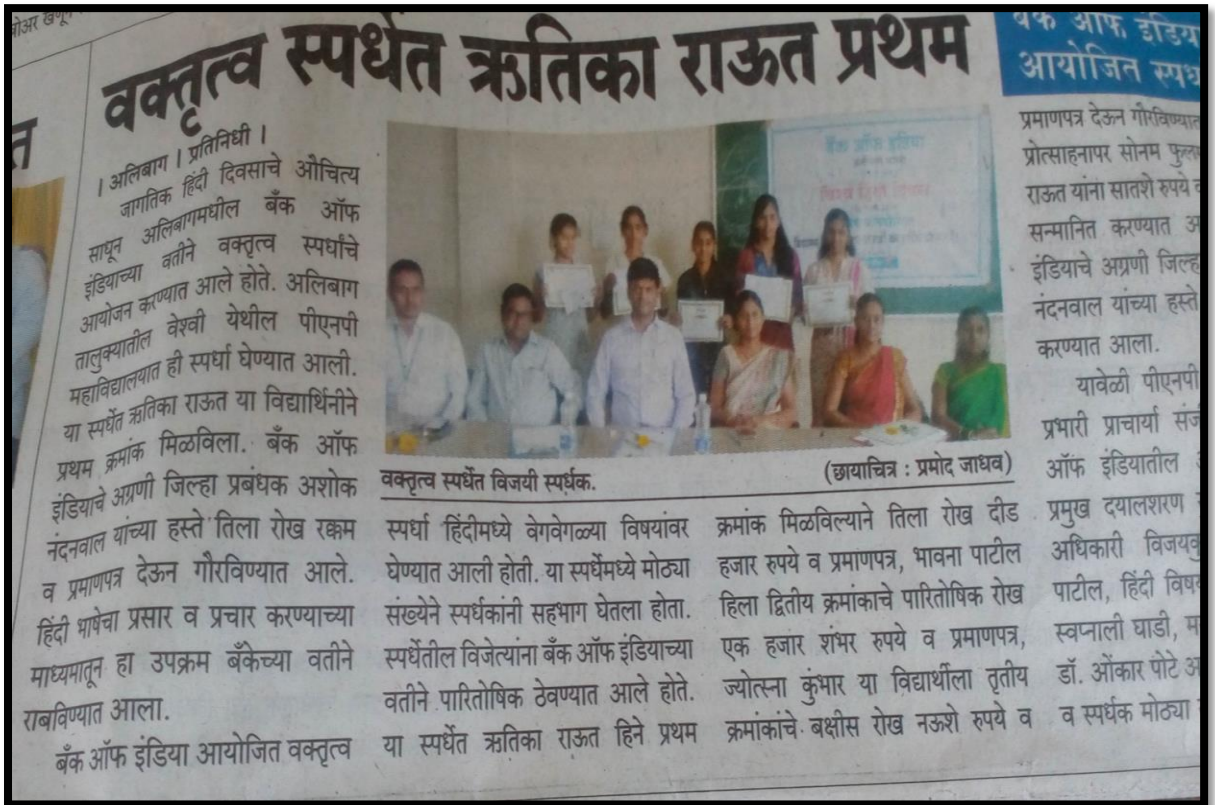 वक्तृत्व स्पर्धेत ऋतिका राऊत प्रथम
बँक ऑफ इंडिया
आयोजित
। अलिबाग । प्रतिनिधी ।
जागतिक हिंदी दिवसाचे औचित्य
साधून अलिबागमधील बँक ऑफ
इंडियाच्या वतीने वक्तृत्व स्पर्धांचे
आयोजन करण्यात आले होते. अलिबाग
तालुक्यातील वेश्वी येथील पीएनपी
महाविद्यालयात ही स्पर्धा घेण्यात आली.
या स्पर्धेत ऋतिका राऊत या विद्यार्थिनीने
प्रथम क्रमांक मिळविला. बँक ऑफ
इंडियाचे अग्रणी जिल्हा प्रबंधक अशोक
नंदनवाल यांच्या हस्ते तिला रोख रक्कम
व प्रमाणपत्र देऊन गौरविण्यात आले.
हिंदी भाषेचा प्रसार व प्रचार करण्याच्या
माध्यमातून हा उपक्रम बँकेच्या वतीने
राबविण्यात आला.
बँक ऑफ इंडिया आयोजित वक्तृत्व
बैंक ऑफ इंडिया
वक्तृत्व स्पर्धेत विजयी स्पर्धक.
(छायाचित्र : प्रमोद जाधव)
स्पर्धा हिंदीमध्ये वेगवेगळ्या विषयांवर
घेण्यात आली होती. या स्पर्धेमध्ये मोठ्या
संख्येने स्पर्धकांनी सहभाग घेतला होता.
स्पर्धेतील विजेत्यांना बँक ऑफ इंडियाच्या
वतीने पारितोषिक ठेवण्यात आले होते.
या स्पर्धेत ऋतिका राऊत हिने प्रथम
क्रमांक मिळविल्याने तिला रोख दीड
हजार रुपये व प्रमाणपत्र, भावना पाटील
हिला द्वितीय क्रमांकाचे पारितोषिक रोख
एक हजार शंभर रुपये व प्रमाणपत्र,
ज्योत्स्ना कुंभार या विद्यार्थीला तृतीय
क्रमांकांचे बक्षीस रोख नऊशे रुपये व
प्रमाणपत्र देऊन गौरविण्यात
प्रोत्साहनापर सोनम
राऊत यांना सातशे रुपये व
सन्मानित करण्यात
इंडियाचे अग्रणी जिल्हा
नंदनवाल यांच्या हस्ते
करण्यात आला.
यावेळी पीएनपी
प्रभारी प्राचार्या
ऑफ इंडियातील
प्रमुख दयालशरण
अधिकारी
पाटील, हिंदी
स्वप्नाली घाडी,
डॉ. ओंकार पोटे
व स्पर्धक मोठ्या